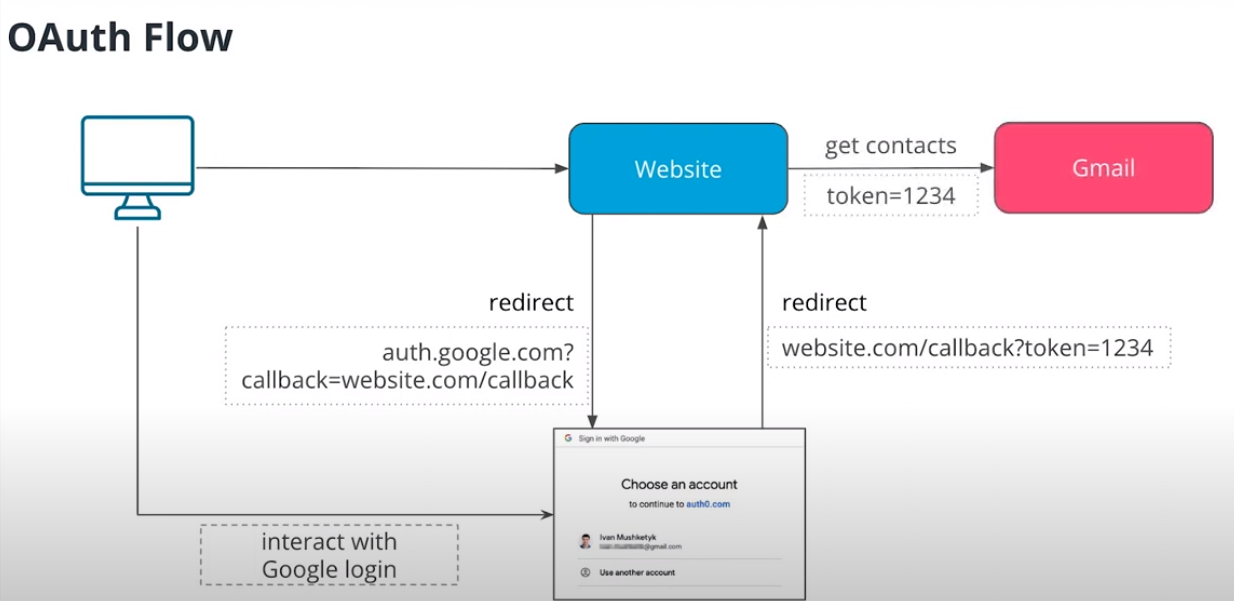 OAuth Flow
Website
get contacts
token=1234
Gmail
redirect
auth.google.com?
callback=website.com/callback
redirect
website.com/callback?token=1234
interact with
Google login
G Sign in with Google
Choose an account
to continue to auth0.com
Ivan Mushketyk
@gmail.com
Use another account